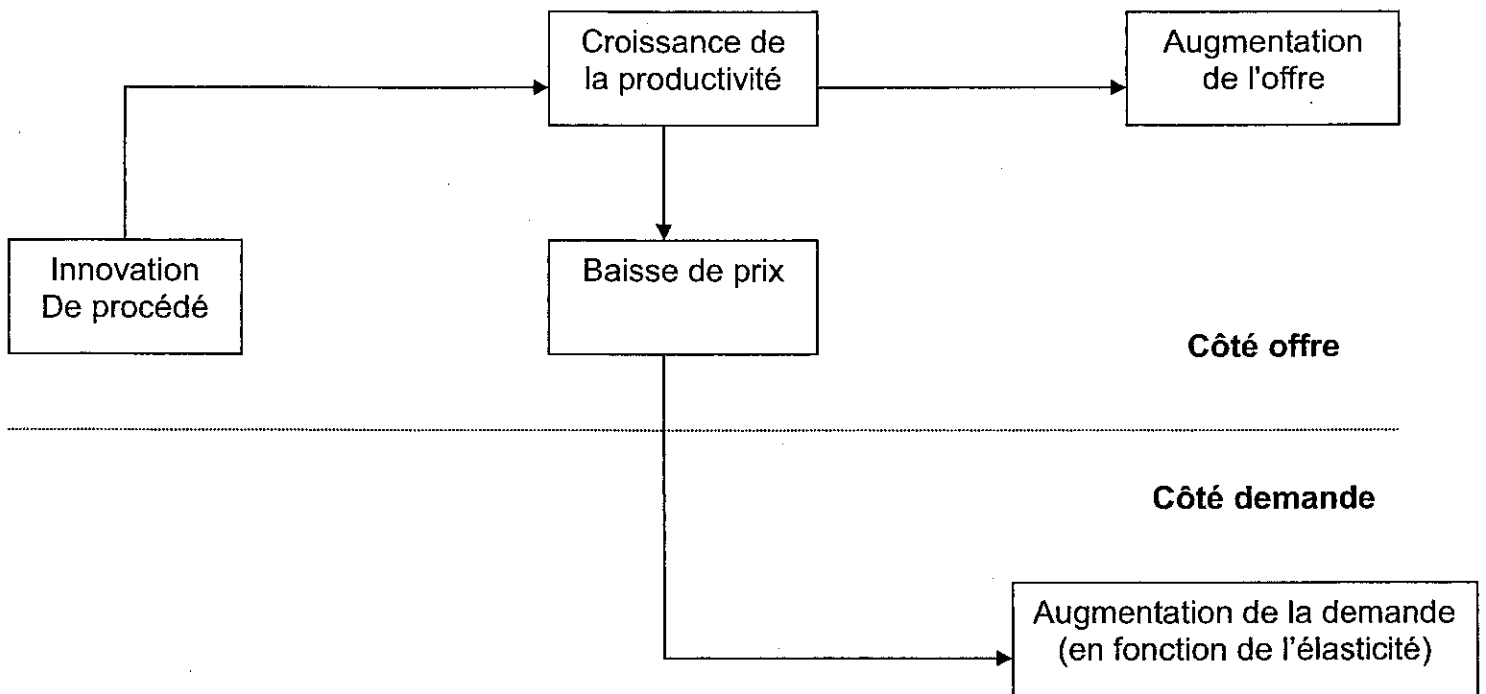 Croissance de
la productivité
Augmentation
de l'offre
Innovation
De procédé
Baisse de prix
Côté offre
Côté demande
Augmentation de la demande
(en fonction de l'élasticité)